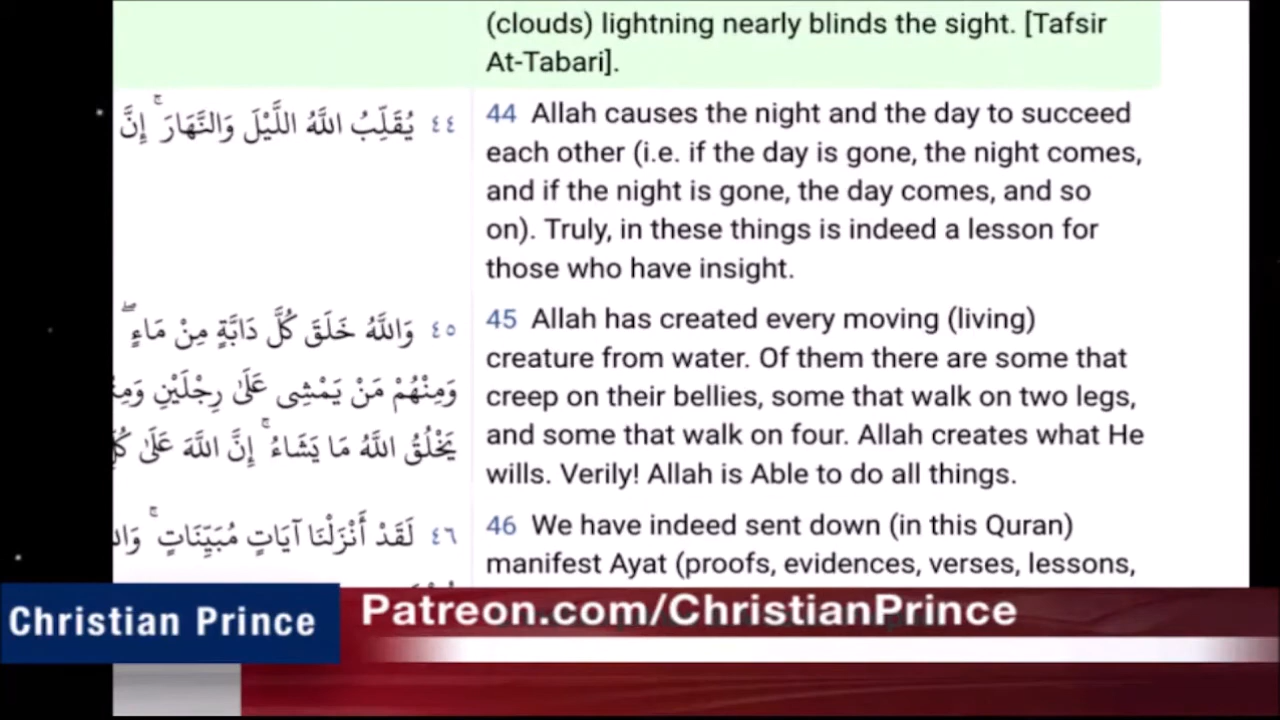 (clouds) lightning nearly blinds the sight. [Tafsir
At-Tabari].
٤٤ يُقَلِّبُ اللَّهُ اللَّيْلَ وَالنَّهَارَ ۚ إِنَّ
44 Allah causes the night and the day to succeed
each other (i.e. if the day is gone, the night comes,
and if the night is gone, the day comes, and so
on). Truly, in these things is indeed a lesson for
those who have insight.
٤٥ وَاللَّهُ خَلَقَ كُلَّ دَابَّةٍ مِنْ مَاءٍ ۖ
وَمِنْهُمْ مَنْ يَمْشِي عَلَىٰ رِجْلَيْنِ
يَخْلُقُ اللَّهُ مَا يَشَاءُ ۚ إِنَّ اللَّهَ عَلَىٰ
45 Allah has created every moving (living)
creature from water. Of them there are some that
creep on their bellies, some that walk on two legs,
and some that walk on four. Allah creates what He
wills. Verily! Allah is Able to do all things.
٤٦ لَقَدْ أَنْزَلْنَا آيَاتٍ مُبَيِّنَاتٍ ۚ
46 We have indeed sent down (in this Quran)
manifest Ayat (proofs, evidences, verses, lessons,
Christian Prince
Patreon.com/ChristianPrince